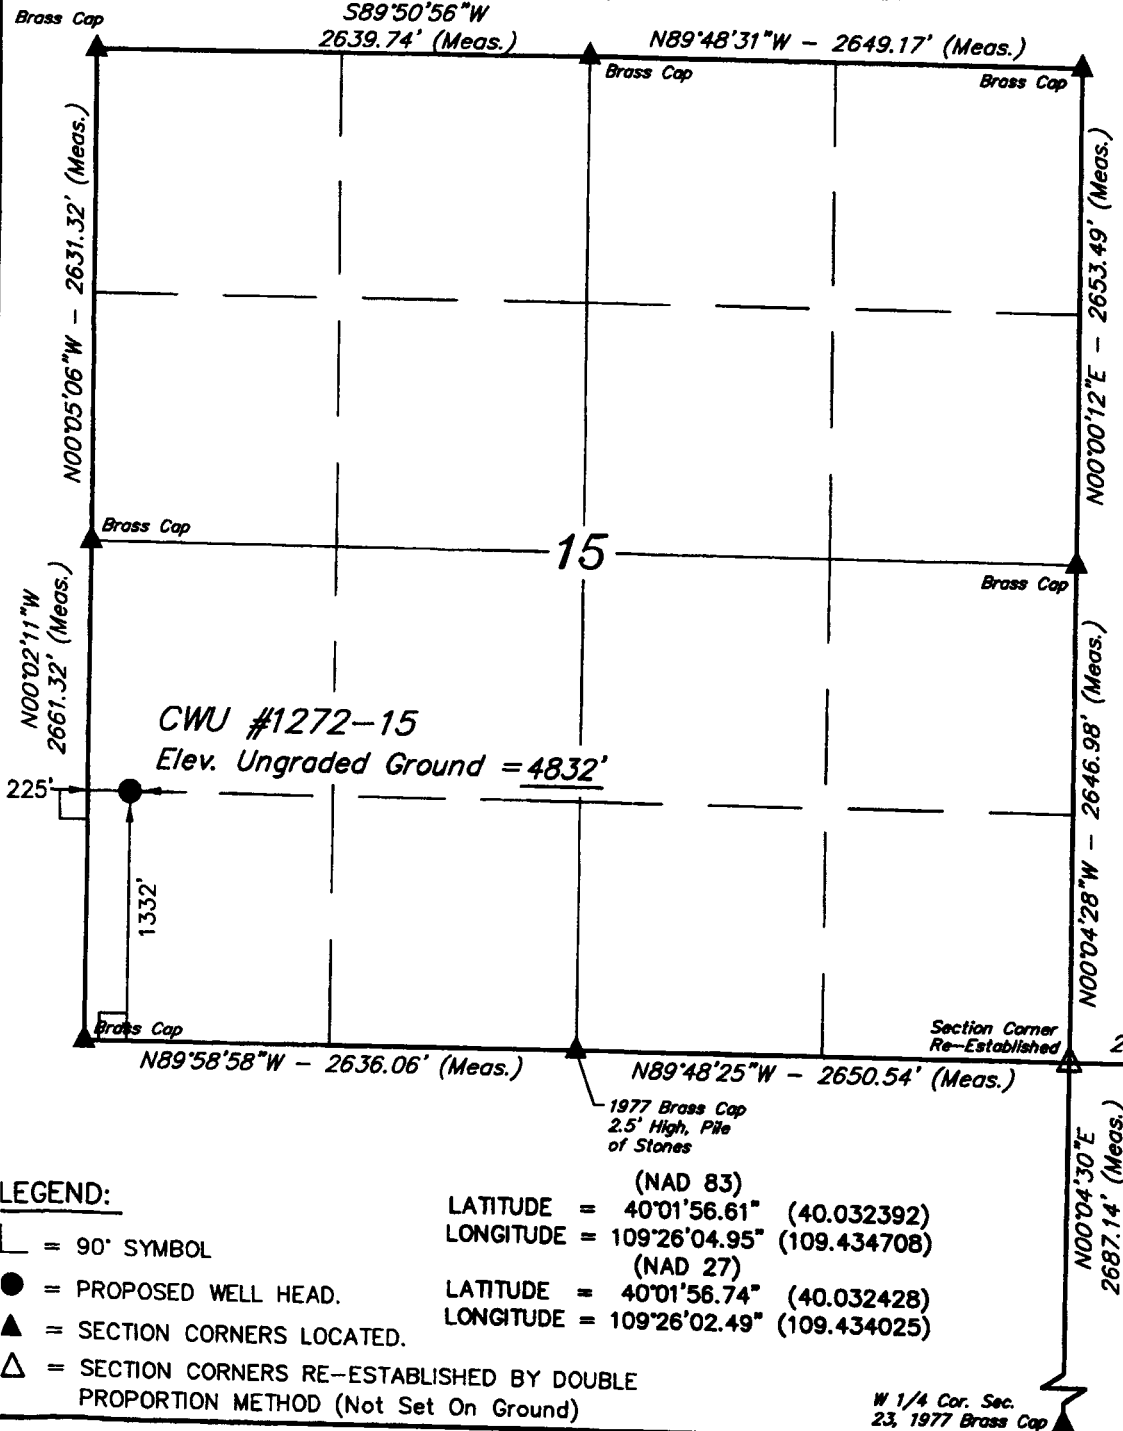 S89°50'56"W
Brass Cap
2639.74' (Meas.)
N89°48'31"W - 2649.17' (Meas.)
Brass Cap
Brass Cap
N00°05'06"W - 2631.32' (Meas.)
N00°00'12"E - 2653.49' (Meas.)
Brass Cap
15
Brass Cap
N00°02'11"W
2661.32' (Meas.)
N00°04'28"W - 2646.98' (Meas.)
CWU #1272-15
Elev. Ungraded Ground = 4832'
225'
1332'
Brass Cap
Section Corner
Re-Established
2
N89°58'58"W - 2636.06' (Meas.)
N89°48'25"W - 2650.54' (Meas.)
1977 Brass Cap
2.5' High, Pile
of Stones
N00°04'30"E
2687.14' (Meas.)
LEGEND:
= 90° SYMBOL
= PROPOSED WELL HEAD.
= SECTION CORNERS LOCATED.
= SECTION CORNERS RE-ESTABLISHED BY DOUBLE
PROPORTION METHOD (Not Set On Ground)
(NAD 83)
LATITUDE = 40°01'56.61" (40.032392)
LONGITUDE = 109°26'04.95" (109.434708)
(NAD 27)
LATITUDE = 40°01'56.74" (40.032428)
LONGITUDE = 109°26'02.49" (109.434025)
W 1/4 Cor. Sec.
23, 1977 Brass Cap